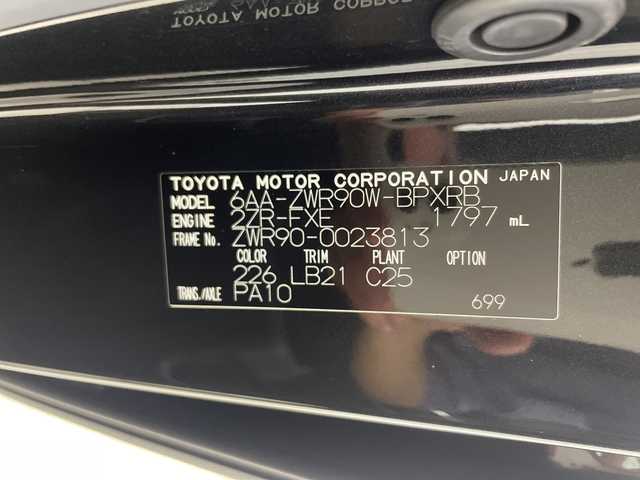 TOYOTA MOTOR CORPORATION JAPAN
MODEL 6AA-ZWR90W-BPXRB
ENGINE 2ZR-FXE 1797 mL
FRAME No. ZWR90-0023813
COLOR TRIM PLANT OPTION
226 LB21 C25
TRANS./AXLE PA10
699